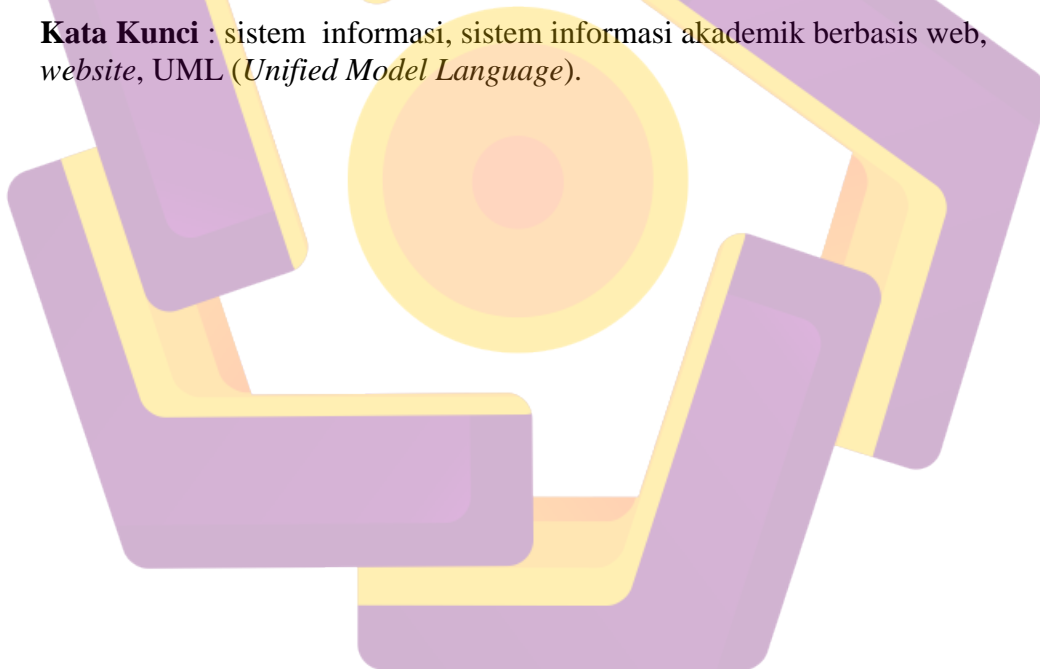 Kata Kunci : sistem  informasi, sistem informasi akademik berbasis web,
website, UML (Unified Model Language).